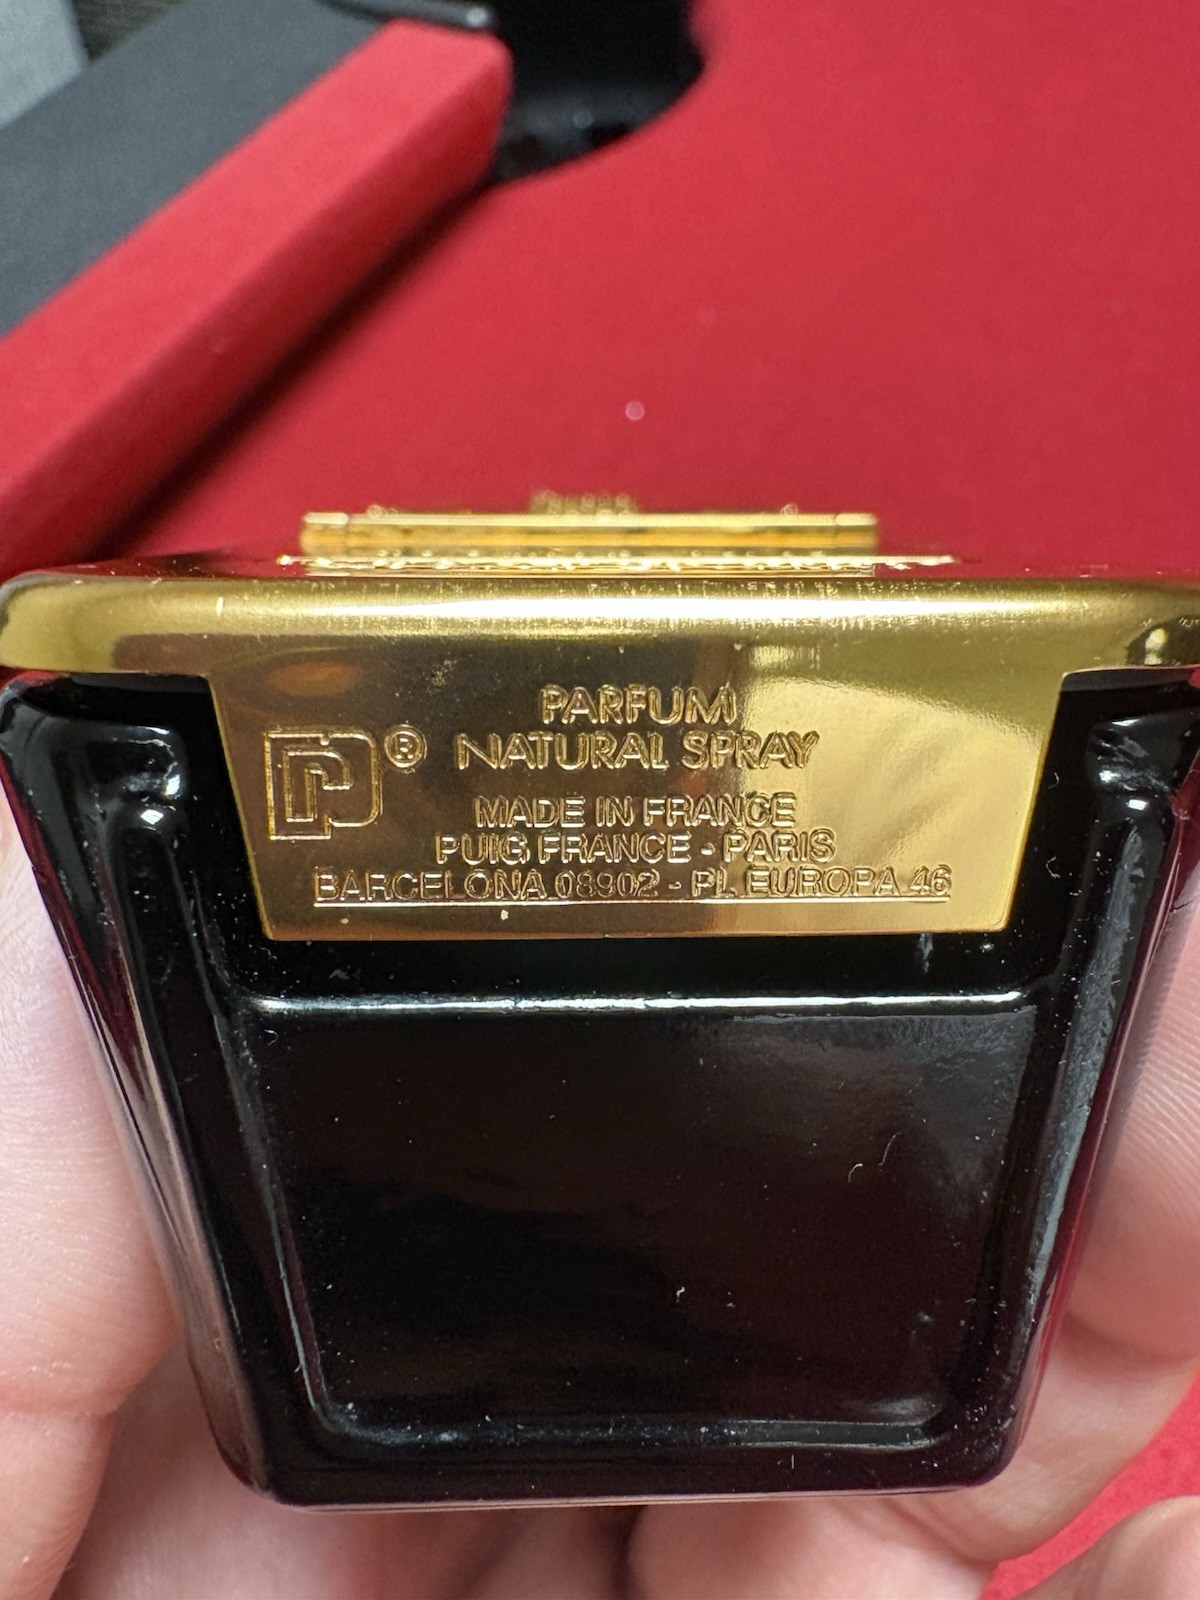 PARFUM
® NATURAL SPRAY
MADE IN FRANCE
PUIG FRANCE - PARIS
BARCELONA 08902 - PL EUROPA 46